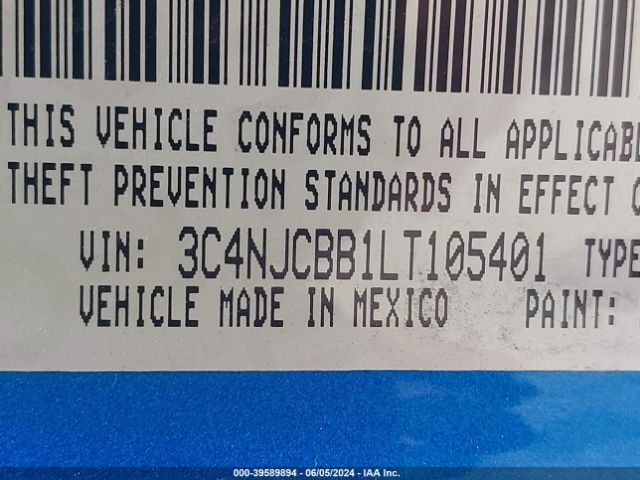 THIS VEHICLE CONFORMS TO ALL APPLICABL
THEFT PREVENTION STANDARDS IN EFFECT O
VIN: 3C4NJCBB1LT105401 TYPE
VEHICLE MADE IN MEXICO PAINT:
000-39589894 - 06/05/2024 - IAA Inc.